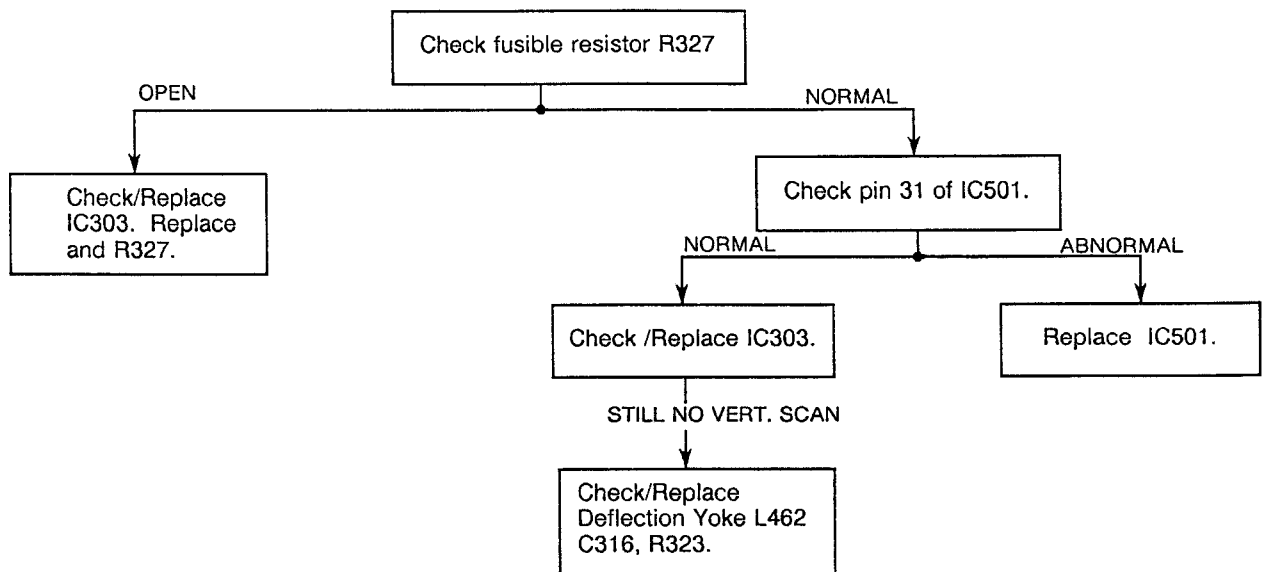 Check fusible resistor R327
OPEN
NORMAL
Check/Replace
IC303. Replace
and R327.
Check pin 31 of IC501.
NORMAL
ABNORMAL
Check /Replace IC303.
Replace IC501.
STILL NO VERT. SCAN
Check/Replace
Deflection Yoke L462
C316, R323.